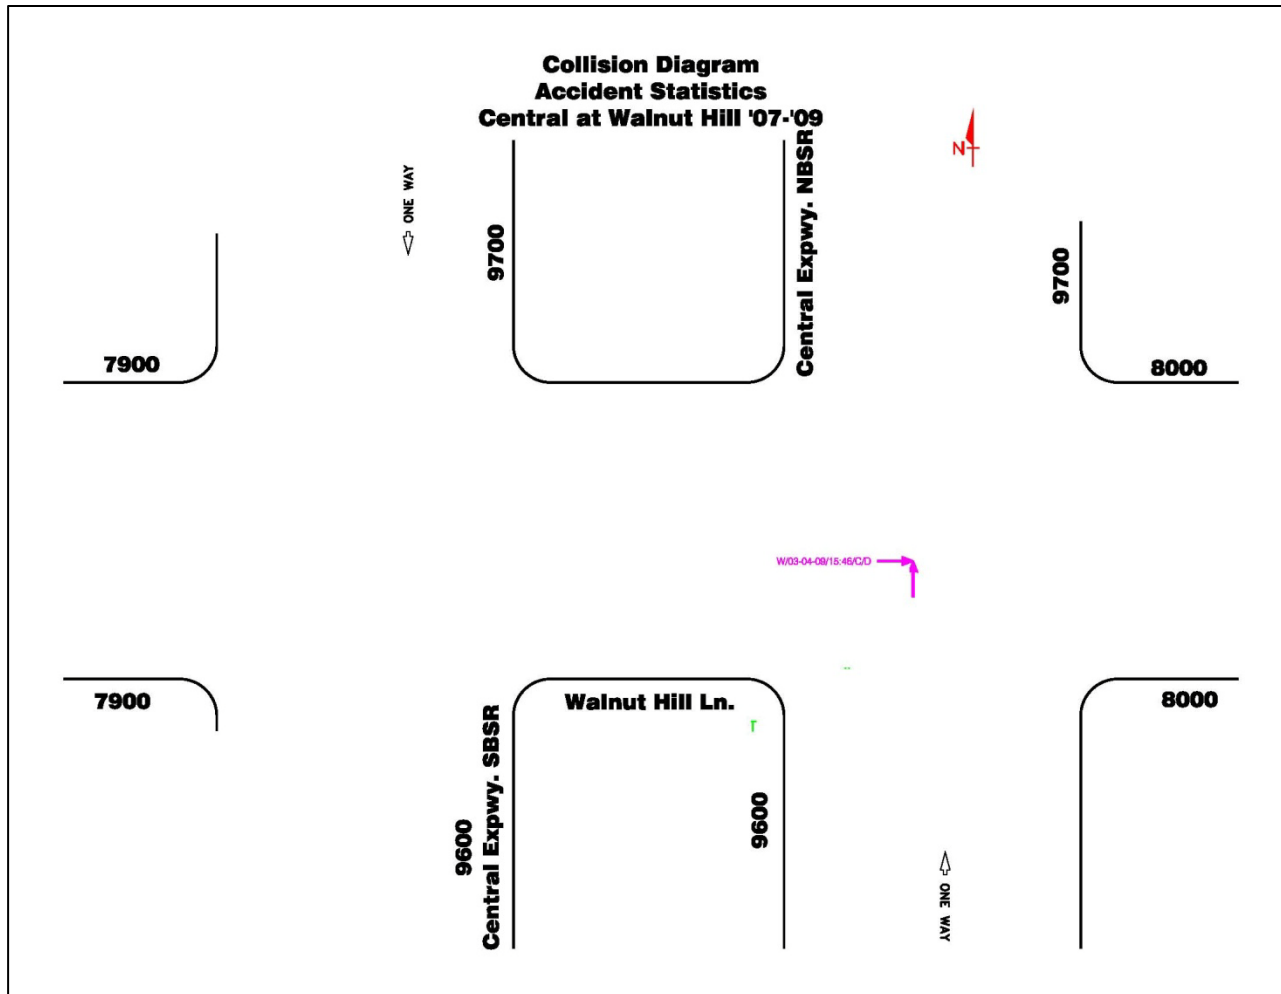 Collision Diagram
Accident Statistics
Central at Walnut Hill '07-'09
N
ONE WAY
9700
Central Expwy. NBSR
9700
7900
8000
W/03-04-09/15:46/C/D
7900
Walnut Hill Ln.
8000
Central Expwy. SBSR
9600
9600
ONE WAY